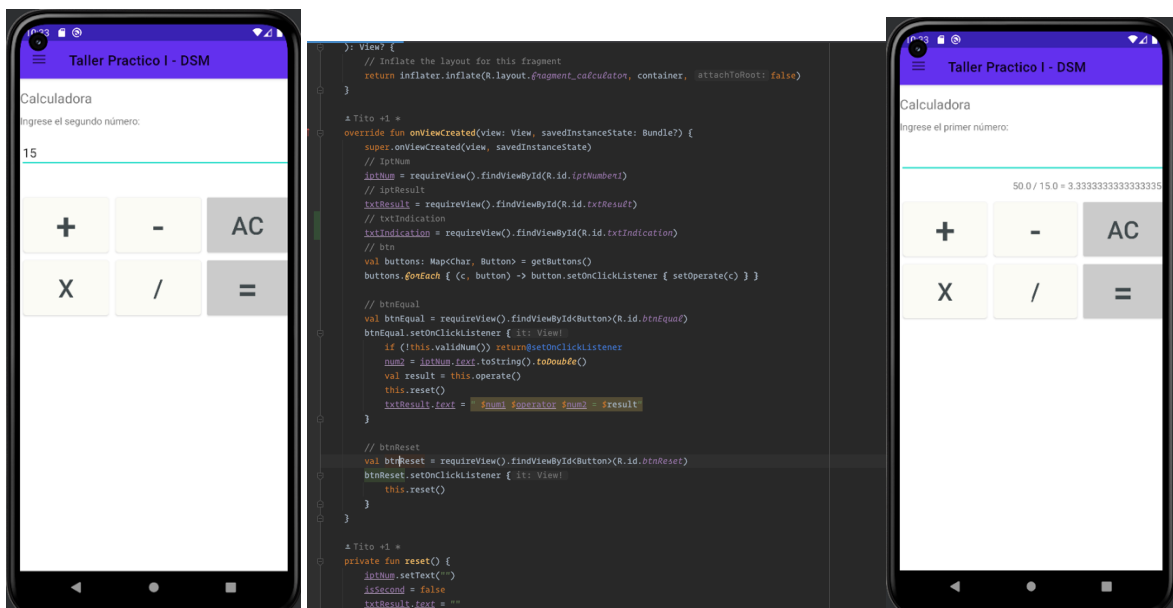 10:33
Taller Practico I - DSM
Calculadora
Ingrese el segundo número:
15
+ - AC
X / =
): View? {
// Inflate the layout for this fragment
return inflater.inflate(R.layout.fragment_calculator, container, attachToRoot: false)
}
Tito +1 *
override fun onViewCreated(view: View, savedInstanceState: Bundle?) {
super.onViewCreated(view, savedInstanceState)
// IptNum
iptNum = requireView().findViewById(R.id.iptNumber1)
// iptResult
txtResult = requireView().findViewById(R.id.txtResult)
// txtIndication
txtIndication = requireView().findViewById(R.id.txtIndication)
// btn
val buttons: Map<Char, Button> = getButtons()
buttons.forEach { (c, button) -> button.setOnClickListener { setOperate(c) } }
// btnEqual
val btnEqual = requireView().findViewById<Button>(R.id.btnEqual)
btnEqual.setOnClickListener { it: View!
if (!this.validNum()) return@setOnClickListener
num2 = iptNum.text.toString().toDouble()
val result = this.operate()
this.reset()
txtResult.text = " $num1 $operator $num2 = $result"
}
// btnReset
val btnReset = requireView().findViewById<Button>(R.id.btnReset)
btnReset.setOnClickListener { it: View!
this.reset()
}
}
Tito +1 *
private fun reset() {
iptNum.setText("")
isSecond = false
txtResult.text = ""
Taller Practico I - DSM
Calculadora
Ingrese el primer número:
50.0 / 15.0 = 3.3333333333333335
+ - AC
X / =